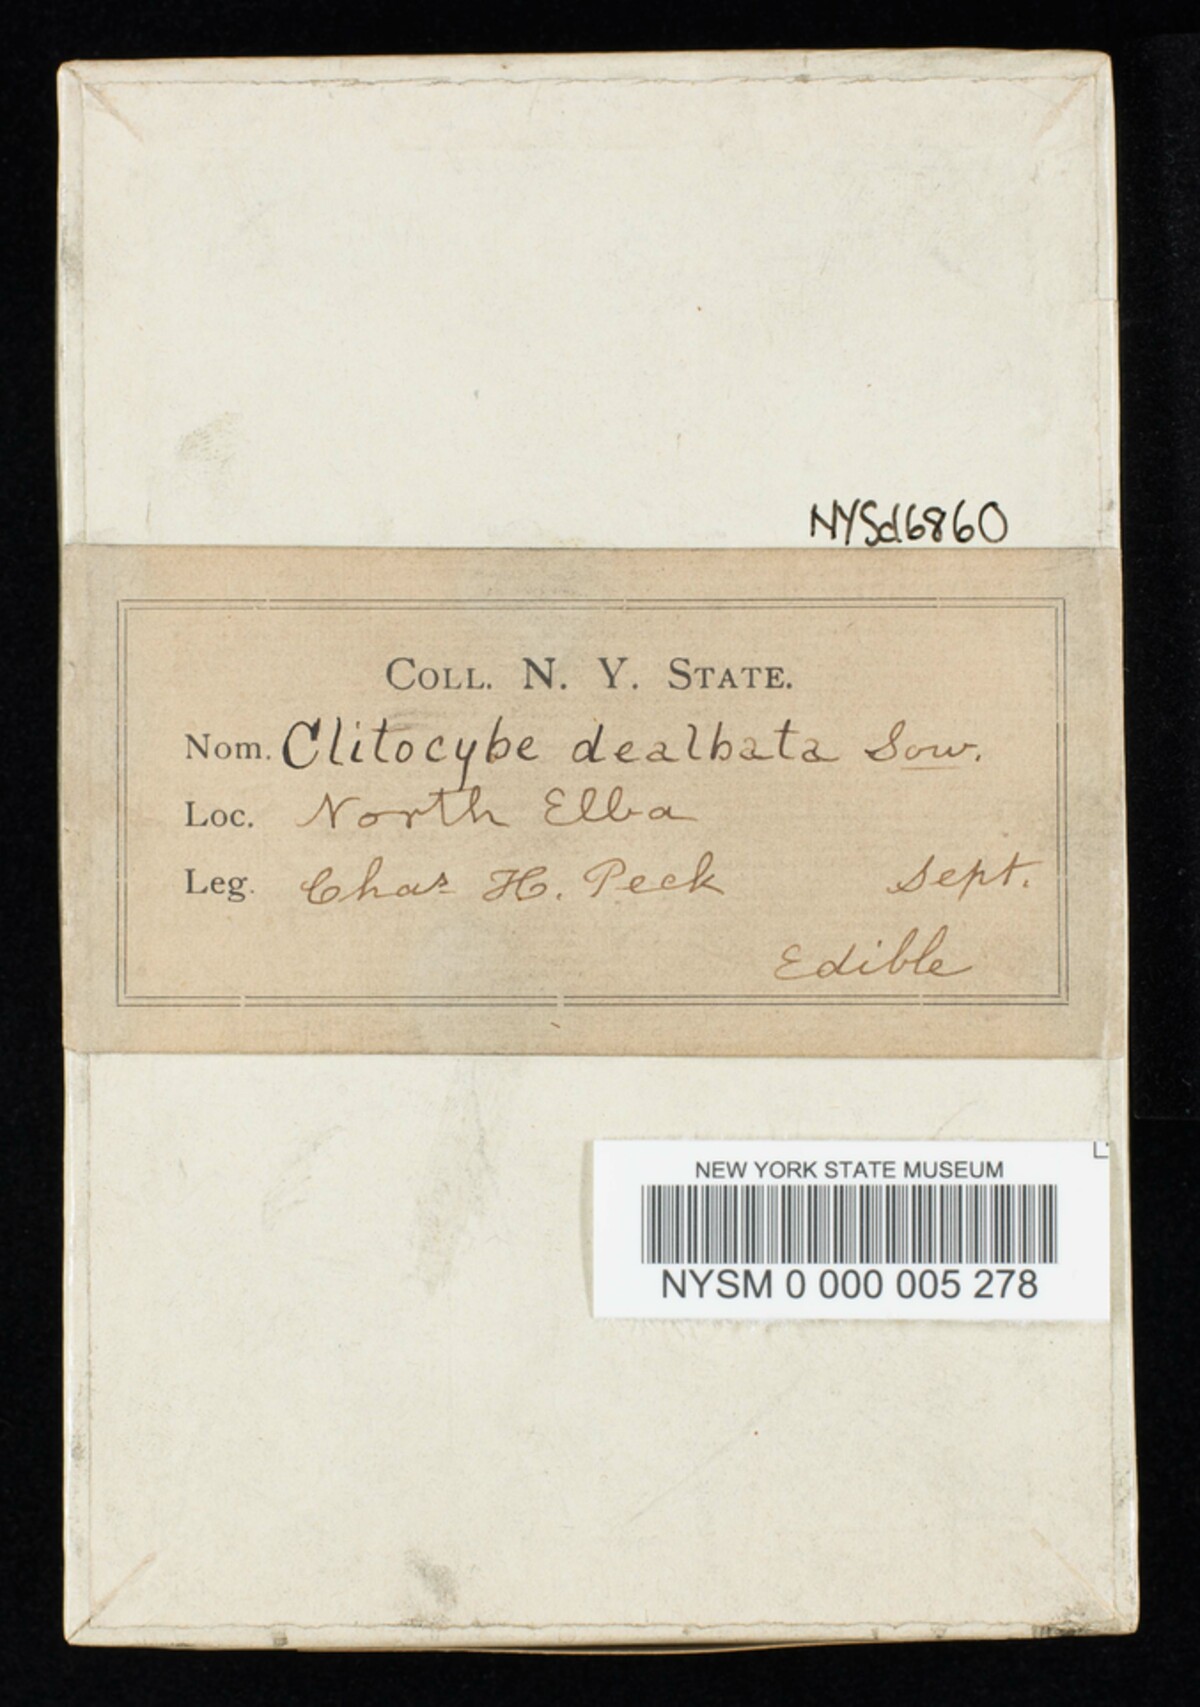 NYSd6860
COLL. N. Y. STATE.
Nom. Clitocybe dealbata Sow.
Loc. North Elba
Leg. Chas H. Peck Sept.
Edible
NEW YORK STATE MUSEUM
NYSM 0 000 005 278